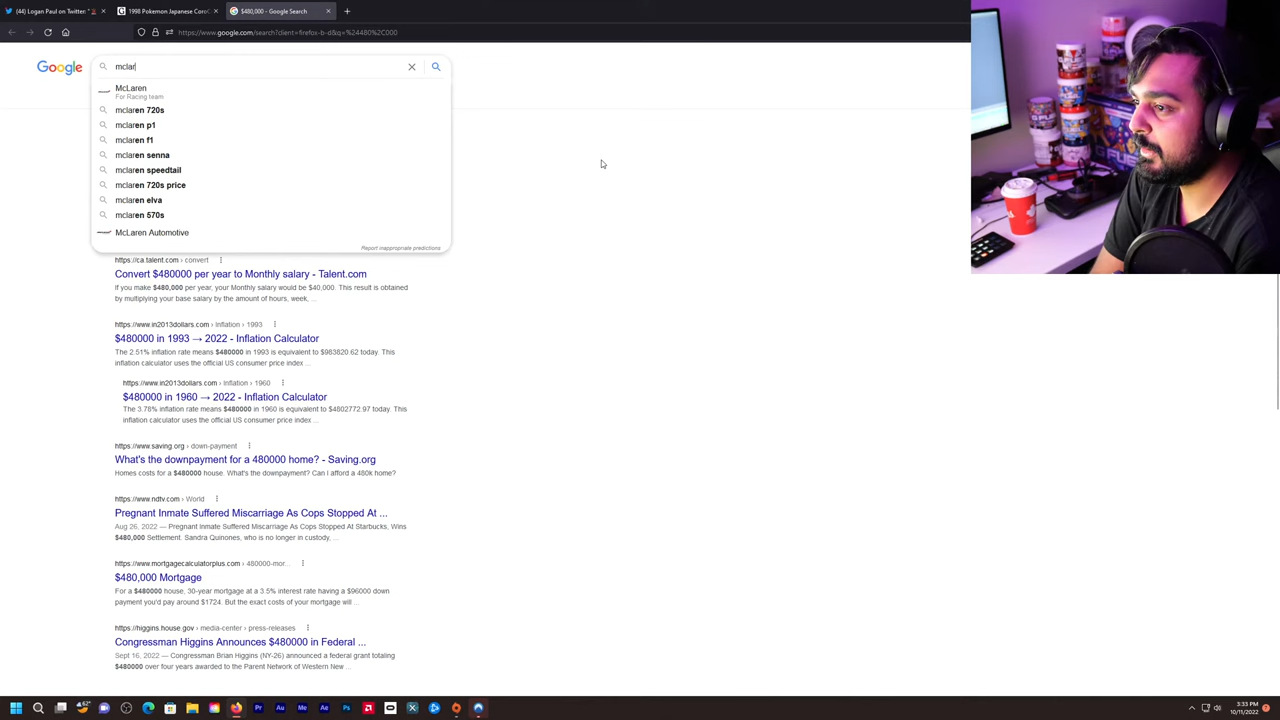 (44) Logan Paul on Twitter: "
1998 Pokemon Japanese CoroC
$480,000 - Google Search
https://www.google.com/search?client=firefox-b-d&q=%24480%2C000
Google
mclar
McLaren
For Racing team
mclaren 720s
mclaren p1
mclaren f1
mclaren senna
mclaren speedtail
mclaren 720s price
mclaren elva
mclaren 570s
McLaren Automotive
Report inappropriate predictions
https://ca.talent.com › convert
Convert $480000 per year to Monthly salary - Talent.com
If you make $480,000 per year, your Monthly salary would be $40,000. This result is obtained
by multiplying your base salary by the amount of hours, week, ...
https://www.in2013dollars.com › Inflation › 1993
$480000 in 1993 → 2022 - Inflation Calculator
The 2.51% inflation rate means $480000 in 1993 is equivalent to $983820.62 today. This
inflation calculator uses the official US consumer price index ...
https://www.in2013dollars.com › Inflation › 1960
$480000 in 1960 → 2022 - Inflation Calculator
The 3.78% inflation rate means $480000 in 1960 is equivalent to $4802772.97 today. This
inflation calculator uses the official US consumer price index ...
https://www.saving.org › down-payment
What's the downpayment for a 480000 home? - Saving.org
Homes costs for a $480000 house. What's the downpayment? Can I afford a 480k home?
https://www.ndtv.com › World
Pregnant Inmate Suffered Miscarriage As Cops Stopped At ...
Aug 26, 2022 — Pregnant Inmate Suffered Miscarriage As Cops Stopped At Starbucks, Wins
$480,000 Settlement. Sandra Quinones, who is no longer in custody, ...
https://www.mortgagecalculatorplus.com › 480000-mor...
$480,000 Mortgage
For a $480000 house, 30-year mortgage at a 3.5% interest rate having a $96000 down
payment you'd pay around $1724. But the exact costs of your mortgage will ...
https://higgins.house.gov › media-center › press-releases
Congressman Higgins Announces $480000 in Federal ...
Sept 16, 2022 — Congressman Brian Higgins (NY-26) announced a federal grant totaling
$480000 over four years awarded to the Parent Network of Western New ...
62°
Pr
Au
Me
Ae
Ps
3:33 PM
10/11/2022